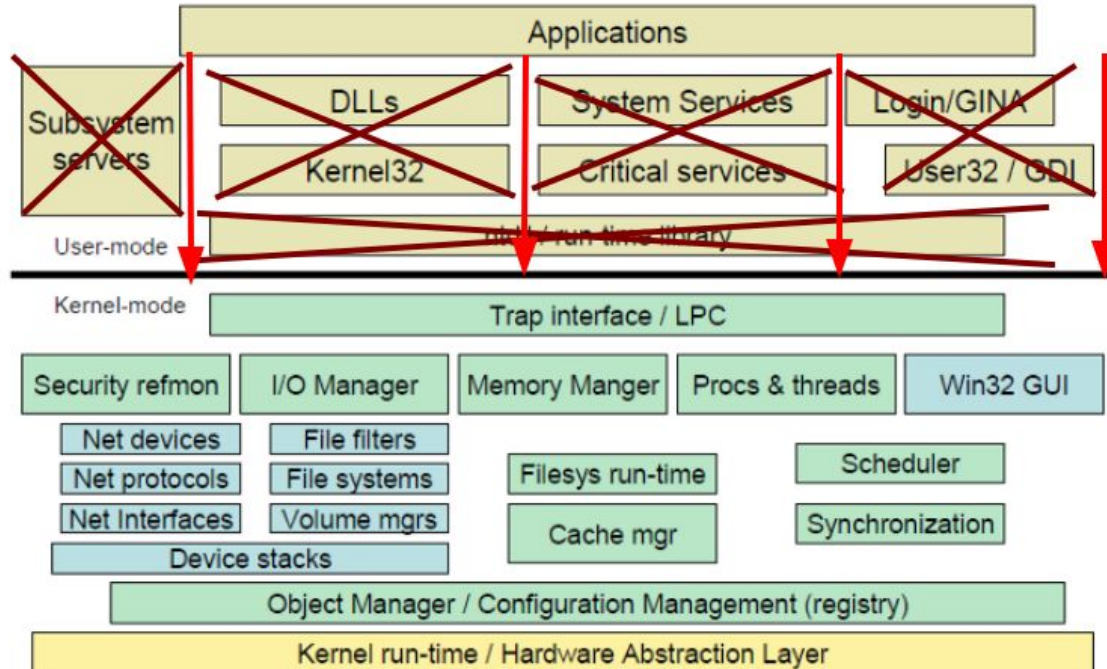 Applications
Subsystem
servers
DLLs
System Services
Login/GINA
Kernel32
Critical services
User32 / GDI
/ run-time library
User-mode
Kernel-mode
Trap interface / LPC
Security refmon
I/O Manager
Memory Manger
Procs & threads
Win32 GUI
Net devices
File filters
Net protocols
File systems
Net Interfaces
Volume mgrs
Device stacks
Filesys run-time
Cache mgr
Scheduler
Synchronization
Object Manager / Configuration Management (registry)
Kernel run-time / Hardware Abstraction Layer